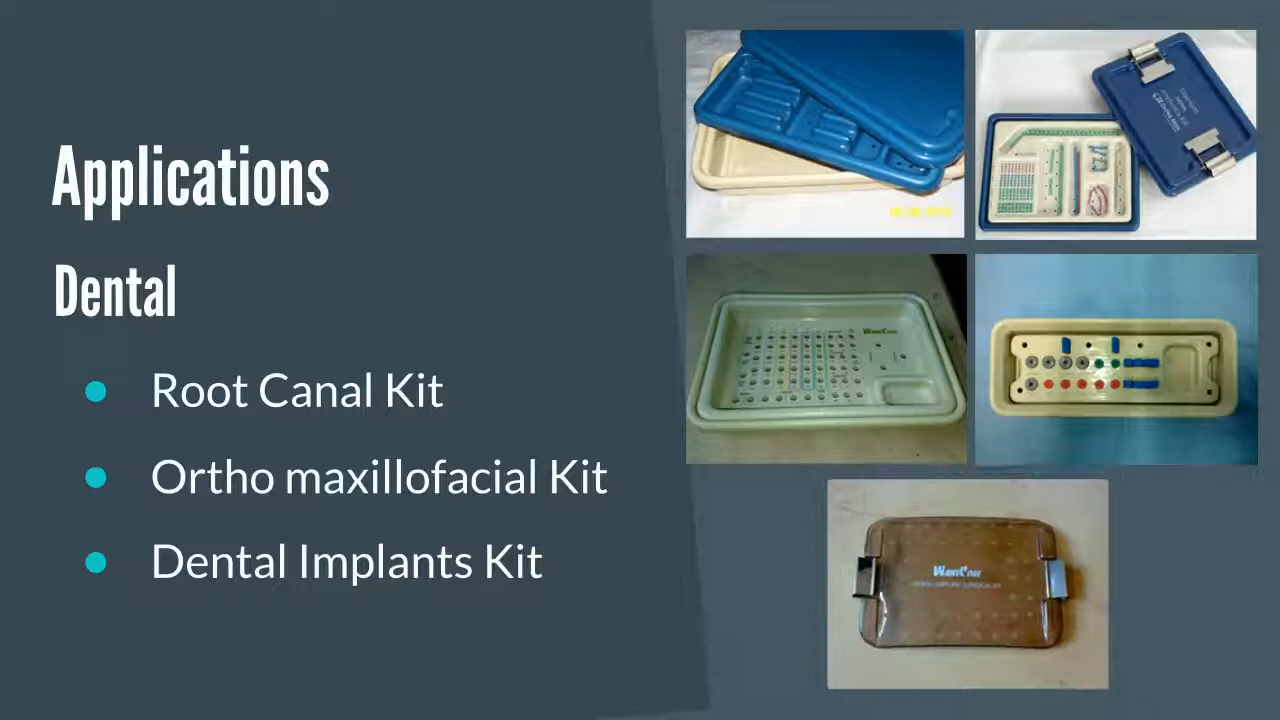 Applications
Dental
Root Canal Kit
Ortho maxillofacial Kit
Dental Implants Kit